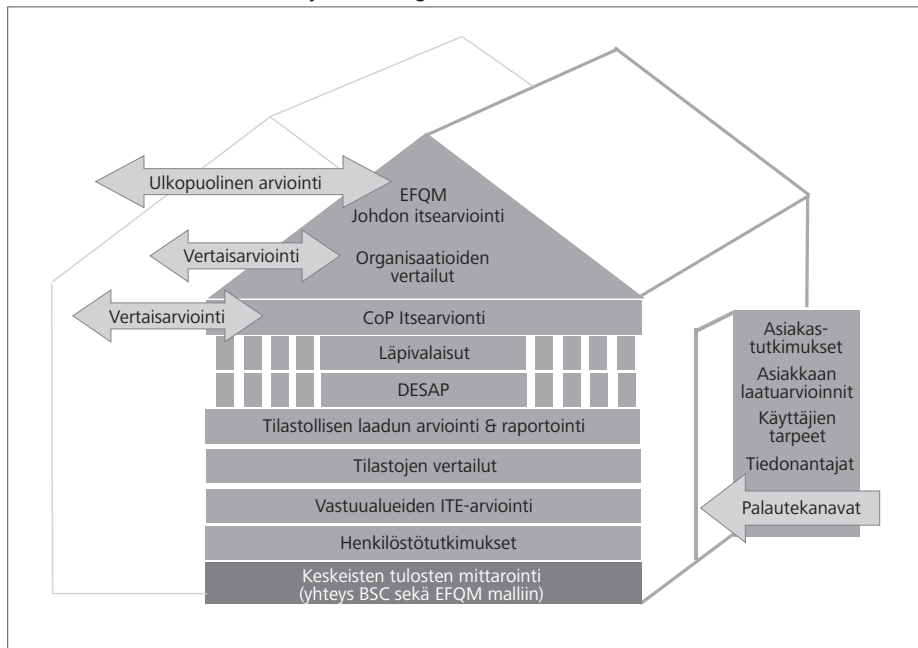 Ulkopuolinen arviointi
EFQM
Johdon itsearviointi
Vertaisarviointi
Organisaatioiden
vertailut
Vertaisarviointi
CoP Itsearvionti
Läpivalaisut
DESAP
Tilastollisen laadun arviointi & raportointi
Tilastojen vertailut
Vastuualueiden ITE-arviointi
Henkilöstötutkimukset
Keskeisten tulosten mittarointi
(yhteys BSC sekä EFQM malliin)
Asiakas-
tutkimukset
Asiakkaan
laatuarvioinnit
Käyttäjien
tarpeet
Tiedonantajat
Palautekanavat